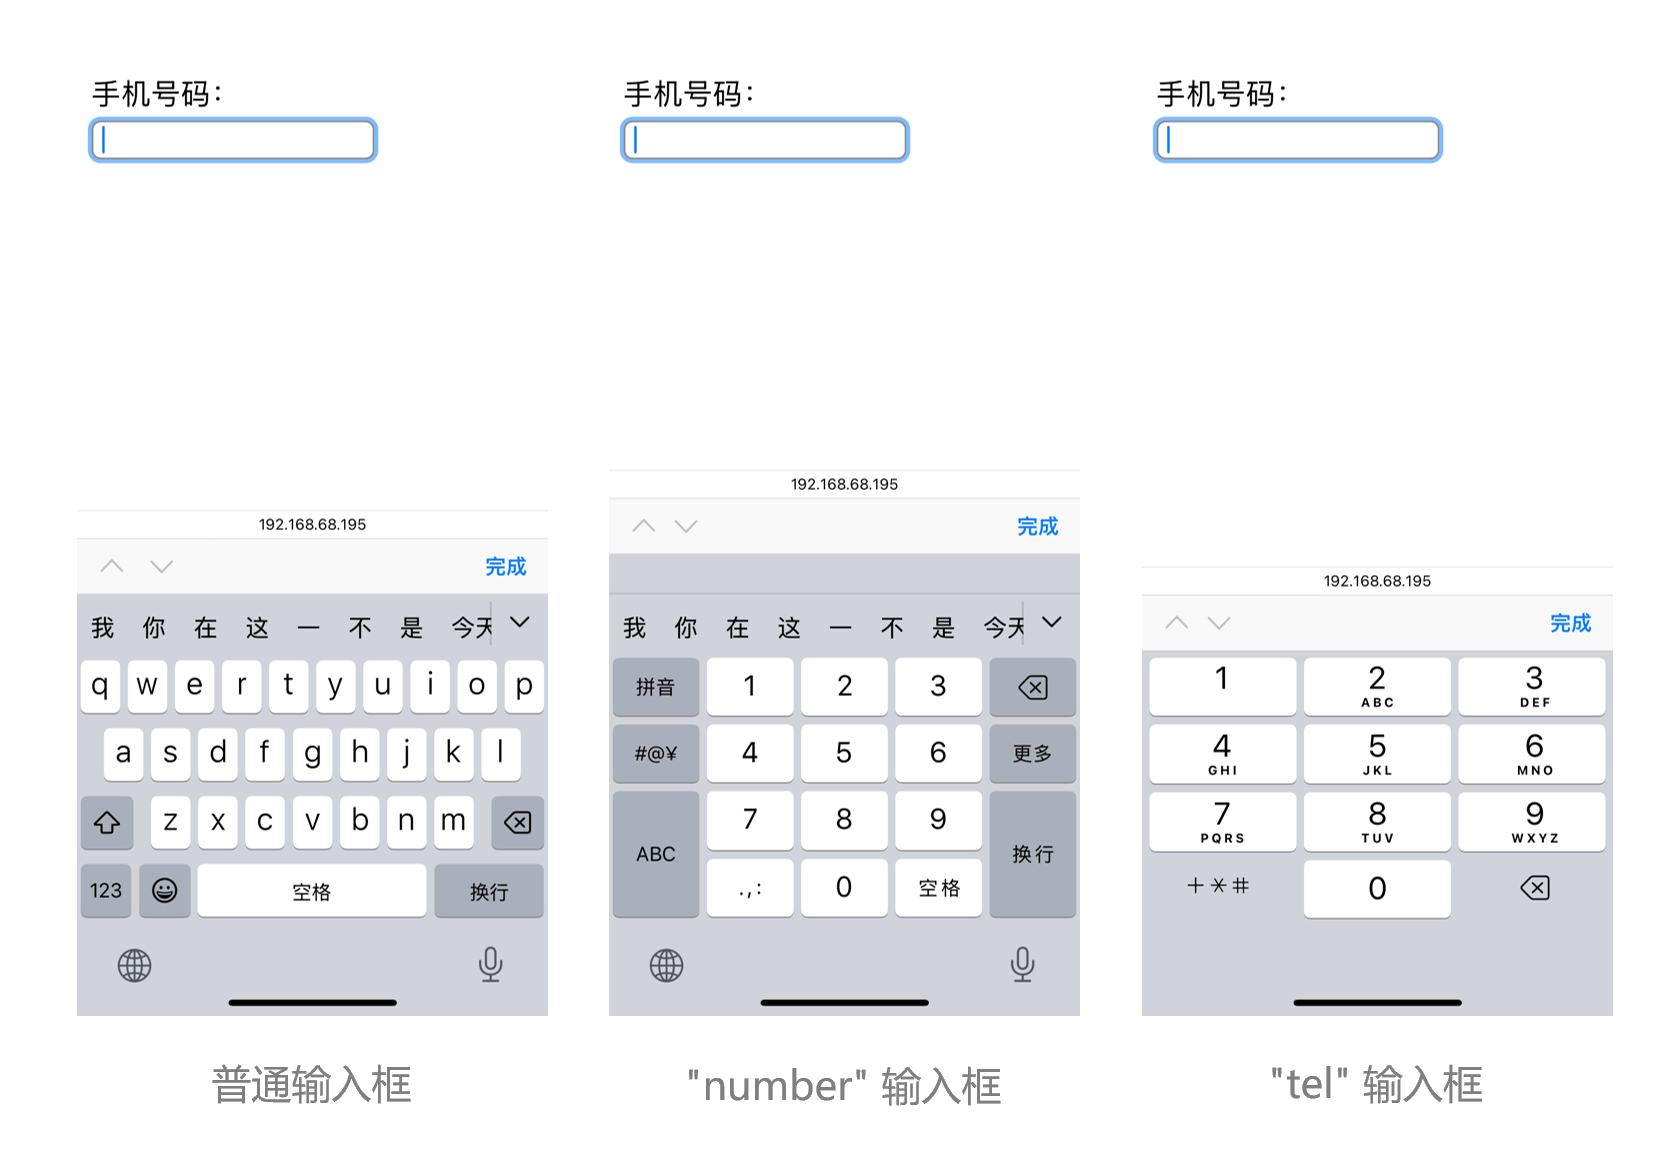 手机号码：
192.168.68.195
完成
我 你 在 这 一 不 是 今天
q w e r t y u i o p
a s d f g h j k l
z x c v b n m
123 空格 换行
普通输入框
手机号码：
192.168.68.195
完成
我 你 在 这 一 不 是 今天
拼音 1 2 3
#@¥ 4 5 6 更多
ABC 7 8 9 换行
.,: 0 空格
"number" 输入框
手机号码：
192.168.68.195
完成
1 2 3
ABC DEF
4 5 6
GHI JKL MNO
7 8 9
PQRS TUV WXYZ
+*# 0
"tel" 输入框